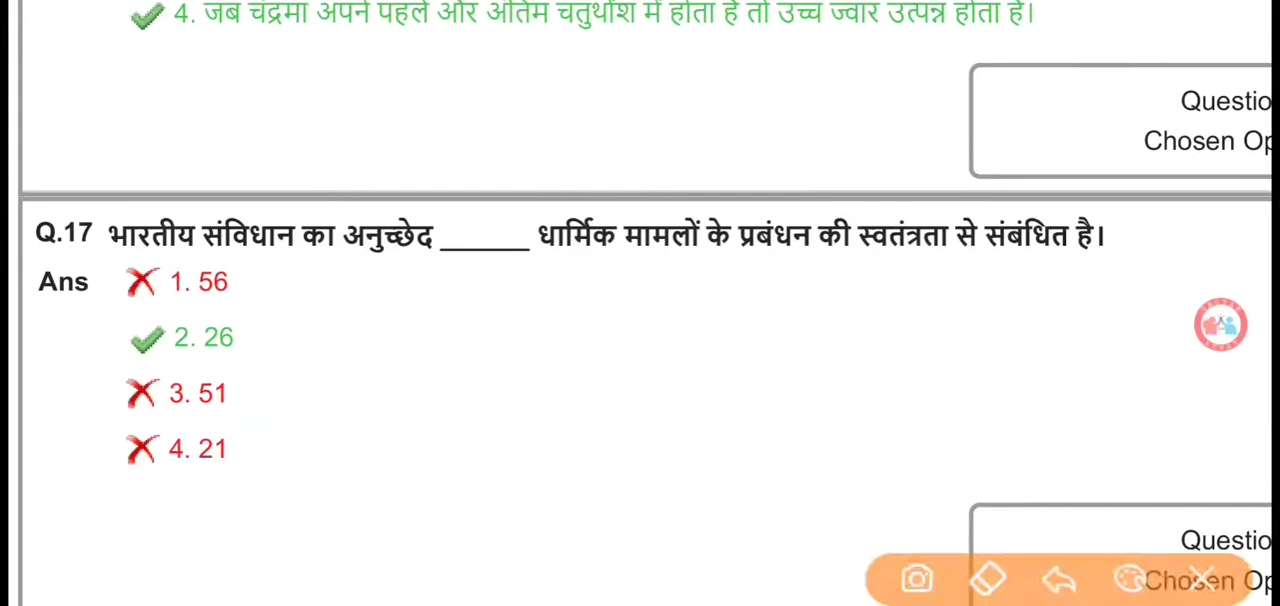 4. जब चंद्रमा अपने पहले और अंतिम चतुर्थांश में होता है तो उच्च ज्वार उत्पन्न होता है।
Questio
Chosen Op
Q.17 भारतीय संविधान का अनुच्छेद ______ धार्मिक मामलों के प्रबंधन की स्वतंत्रता से संबंधित है।
Ans 1. 56
2. 26
3. 51
4. 21
Questio
Chosen Op